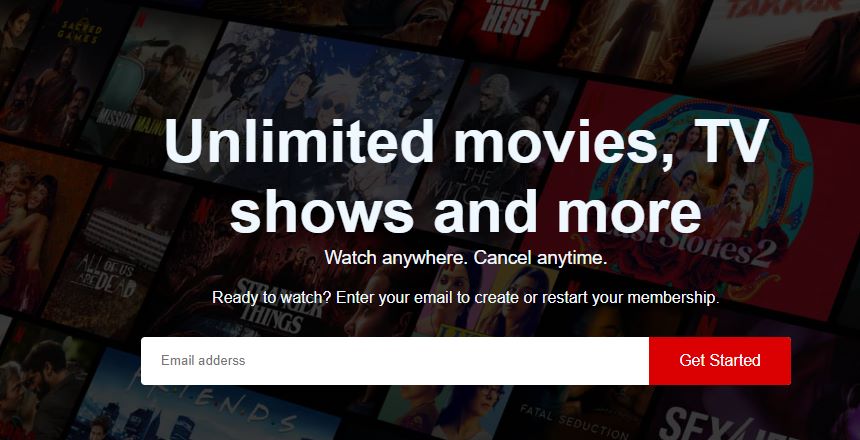 SACRED
GAMES
MONEY
HEIST
TAKKAR
MISSION MAJNU
Unlimited movies, TV
THE
WITCHER
shows and more
Lust Stories 2
Watch anywhere. Cancel anytime.
ALL OF US
ARE DEAD
STRANGER
THINGS
Ready to watch? Enter your email to create or restart your membership.
Email adderss
Get Started
FRIENDS
FATAL SEDUCTION
SEX/LIFE